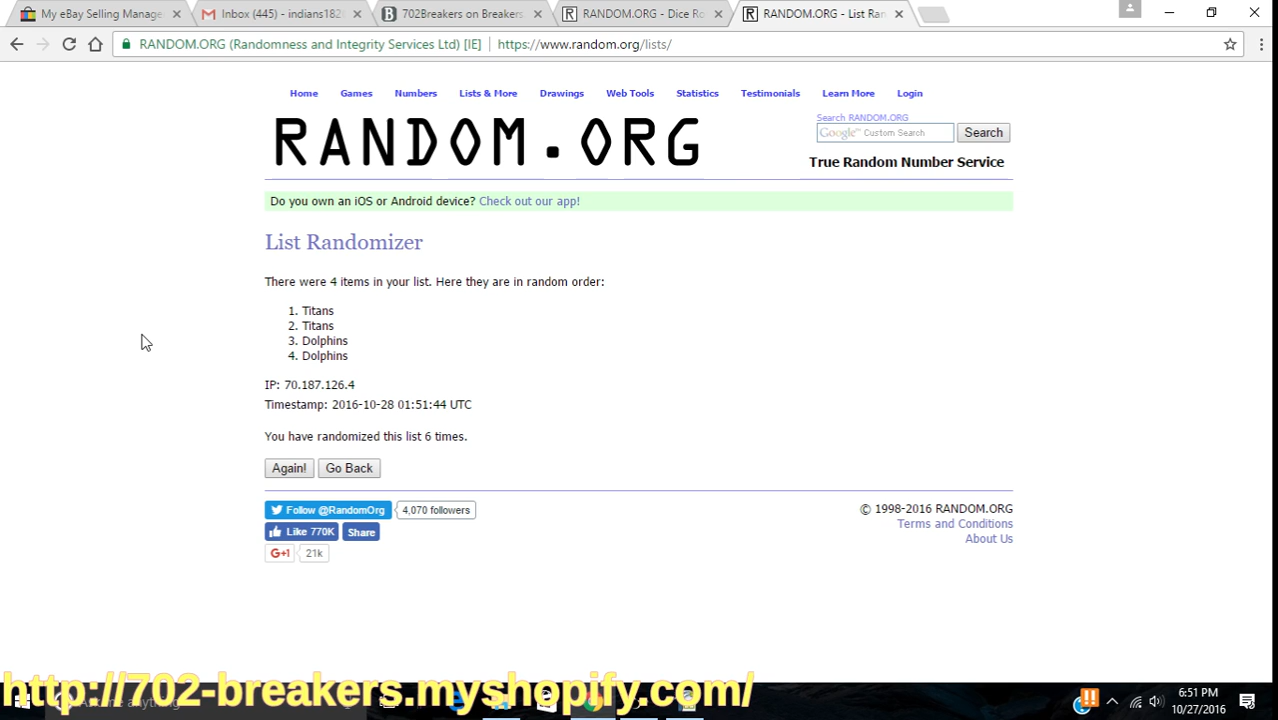 My eBay Selling Manage
Inbox (445) - indians182
702Breakers on Breakers
RANDOM.ORG - Dice Ro
RANDOM.ORG - List Ran
RANDOM.ORG (Randomness and Integrity Services Ltd) [IE]
https://www.random.org/lists/
Home Games Numbers Lists & More Drawings Web Tools Statistics Testimonials Learn More Login
Search RANDOM.ORG
RANDOM.ORG
Google™ Custom Search
Search
True Random Number Service
Do you own an iOS or Android device? Check out our app!
List Randomizer
There were 4 items in your list. Here they are in random order:
1. Titans
2. Titans
3. Dolphins
4. Dolphins
IP: 70.187.126.4
Timestamp: 2016-10-28 01:51:44 UTC
You have randomized this list 6 times.
Again! Go Back
Follow @RandomOrg 4,070 followers
© 1998-2016 RANDOM.ORG
Like 770K Share
Terms and Conditions
G+1 21k
About Us
http://702-breakers.myshopify.com/
6:51 PM
10/27/2016